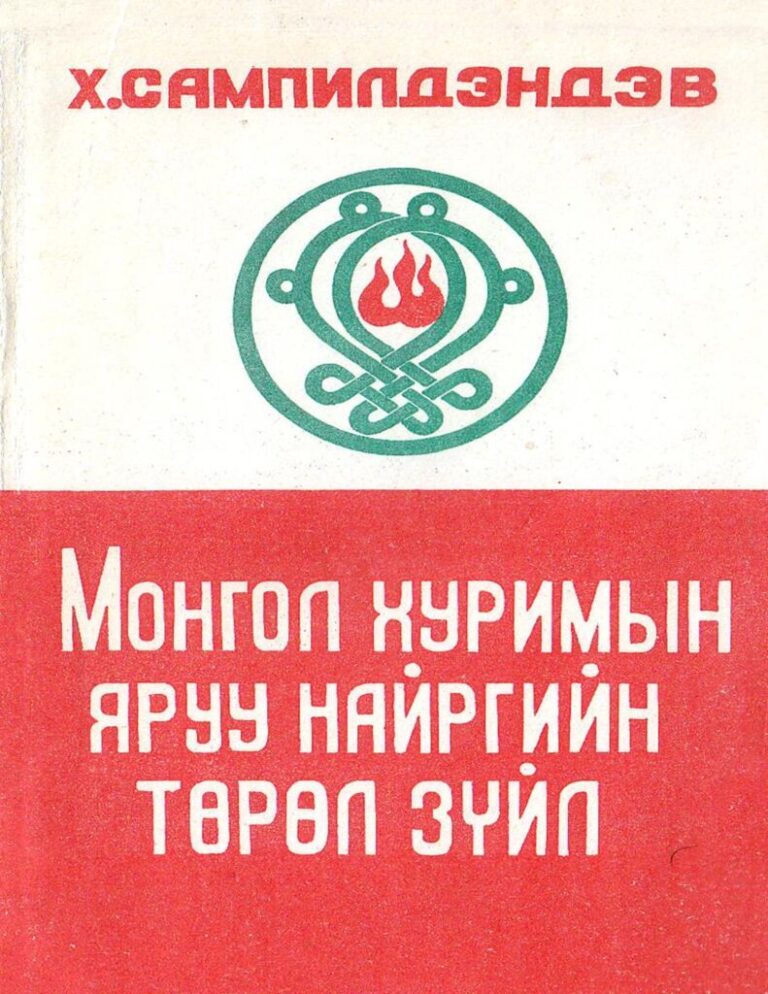 Х.САМПИЛДЭНДЭВ
МОНГОЛ ХУРИМЫН
ЯРУУ НАЙРГИЙН
ТӨРӨЛ ЗҮЙЛ